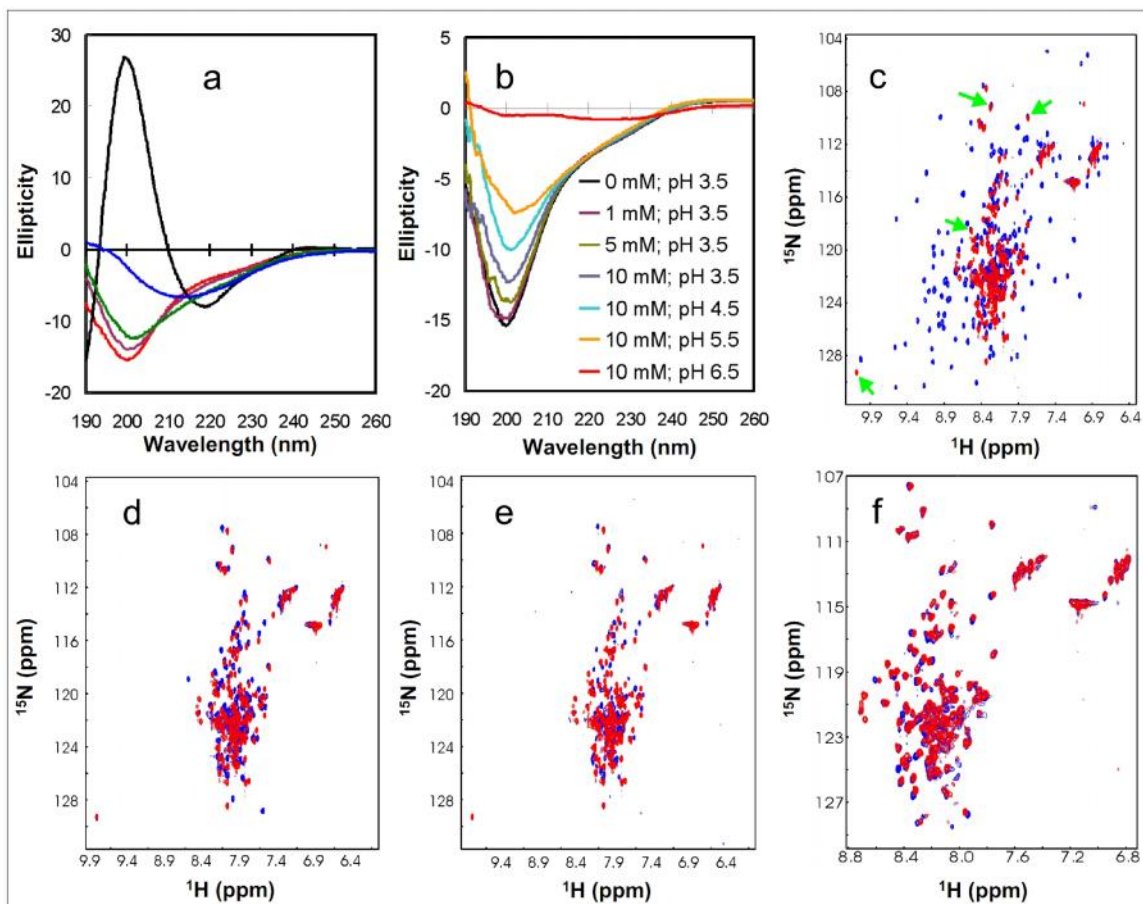 a
30
20
10
0
-10
-20
Ellipticity
190 200 210 220 230 240 250 260
Wavelength (nm)
b
5
0
-5
-10
-15
-20
Ellipticity
0 mM; pH 3.5
1 mM; pH 3.5
5 mM; pH 3.5
10 mM; pH 3.5
10 mM; pH 4.5
10 mM; pH 5.5
10 mM; pH 6.5
190 200 210 220 230 240 250 260
Wavelength (nm)
c
104
108
112
116
120
124
128
15N (ppm)
9.9 9.4 8.9 8.4 7.9 7.4 6.9 6.4
1H (ppm)
d
104
108
112
116
120
124
128
15N (ppm)
9.9 9.4 8.4 7.9 7.4 6.9 6.4
1H (ppm)
e
104
108
112
116
120
124
128
15N (ppm)
9.4 8.9 8.4 7.9 7.4 6.9 6.4
1H (ppm)
f
107
111
115
119
123
127
15N (ppm)
8.8 8.4 8.0 7.6 7.2 6.8
1H (ppm)